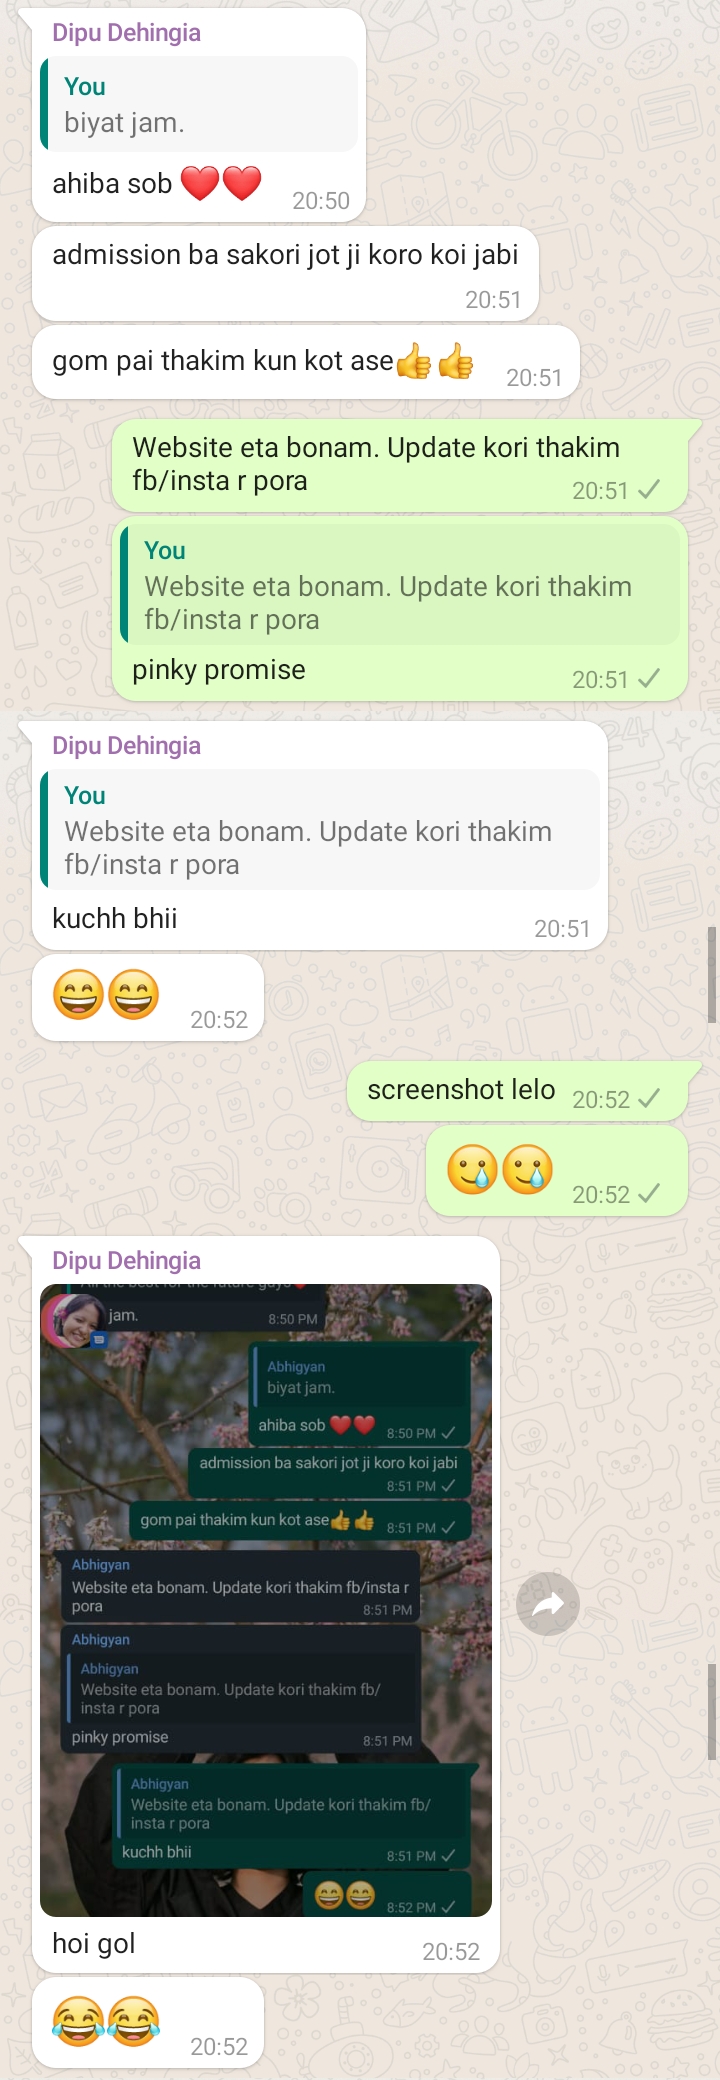 Dipu Dehingia
You
biyat jam.
ahiba sob ❤️❤️ 20:50
admission ba sakori jot ji koro koi jabi
20:51
gom pai thakim kun kot ase👍👍 20:51
Website eta bonam. Update kori thakim
fb/insta r pora 20:51
You
Website eta bonam. Update kori thakim
fb/insta r pora
pinky promise 20:51
Dipu Dehingia
You
Website eta bonam. Update kori thakim
fb/insta r pora
kuchh bhii 20:51
😄😄 20:52
screenshot lelo 20:52
🥲🥲 20:52
Dipu Dehingia
All the best for the future guys❤️
jam. 8:50 PM
Abhigyan
biyat jam.
ahiba sob ❤️❤️ 8:50 PM
admission ba sakori jot ji koro koi jabi
8:51 PM
gom pai thakim kun kot ase👍👍 8:51 PM
Abhigyan
Website eta bonam. Update kori thakim fb/insta r
pora 8:51 PM
Abhigyan
Abhigyan
Website eta bonam. Update kori thakim fb/
insta r pora
pinky promise 8:51 PM
Abhigyan
Website eta bonam. Update kori thakim fb/
insta r pora
kuchh bhii 8:51 PM
😄😄 8:52 PM
hoi gol 20:52
😂😂 20:52